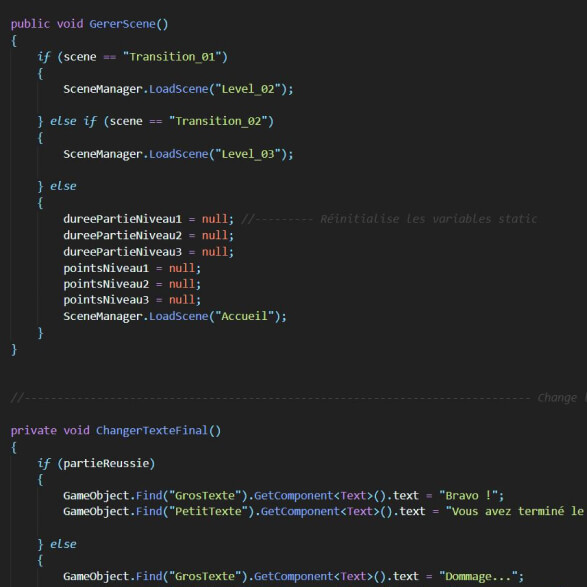 public void GererScene()
{
if (scene == "Transition_01")
{
SceneManager.LoadScene("Level_02");
} else if (scene == "Transition_02")
{
SceneManager.LoadScene("Level_03");
} else
{
dureePartieNiveau1 = null; //--------- Réinitialise les variables static
dureePartieNiveau2 = null;
dureePartieNiveau3 = null;
pointsNiveau1 = null;
pointsNiveau2 = null;
pointsNiveau3 = null;
SceneManager.LoadScene("Accueil");
}
}
//------------------------------------------------------------------------------ Change
private void ChangerTexteFinal()
{
if (partieReussie)
{
GameObject.Find("GrosTexte").GetComponent<Text>().text = "Bravo !";
GameObject.Find("PetitTexte").GetComponent<Text>().text = "Vous avez terminé le
} else
{
GameObject.Find("GrosTexte").GetComponent<Text>().text = "Dommage...";